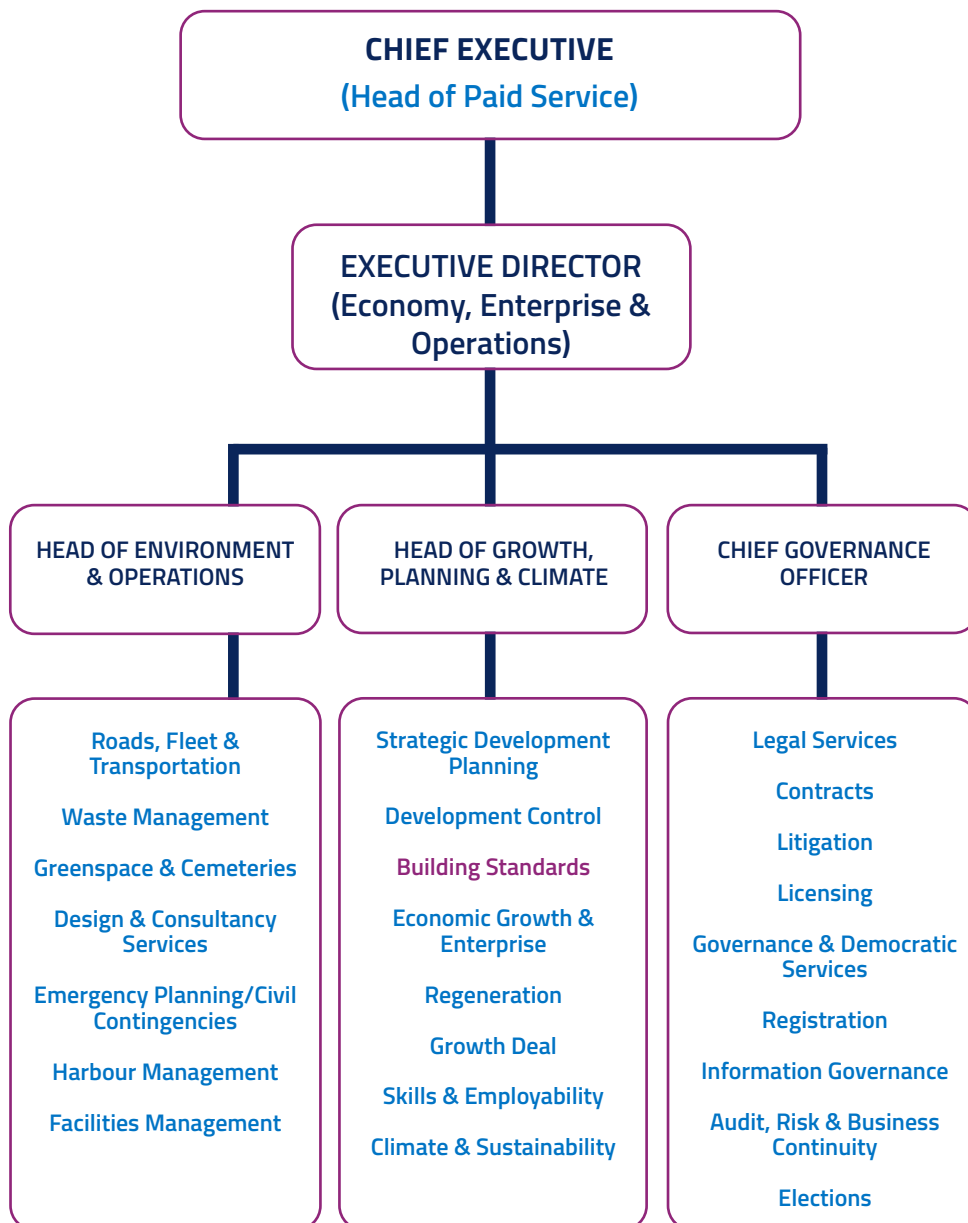 CHIEF EXECUTIVE
(Head of Paid Service)
EXECUTIVE DIRECTOR
(Economy, Enterprise &
Operations)
HEAD OF ENVIRONMENT
& OPERATIONS
HEAD OF GROWTH,
PLANNING & CLIMATE
CHIEF GOVERNANCE
OFFICER
Roads, Fleet &
Transportation
Waste Management
Greenspace & Cemeteries
Design & Consultancy
Services
Emergency Planning/Civil
Contingencies
Harbour Management
Facilities Management
Strategic Development
Planning
Development Control
Building Standards
Economic Growth &
Enterprise
Regeneration
Growth Deal
Skills & Employability
Climate & Sustainability
Legal Services
Contracts
Litigation
Licensing
Governance & Democratic
Services
Registration
Information Governance
Audit, Risk & Business
Continuity
Elections